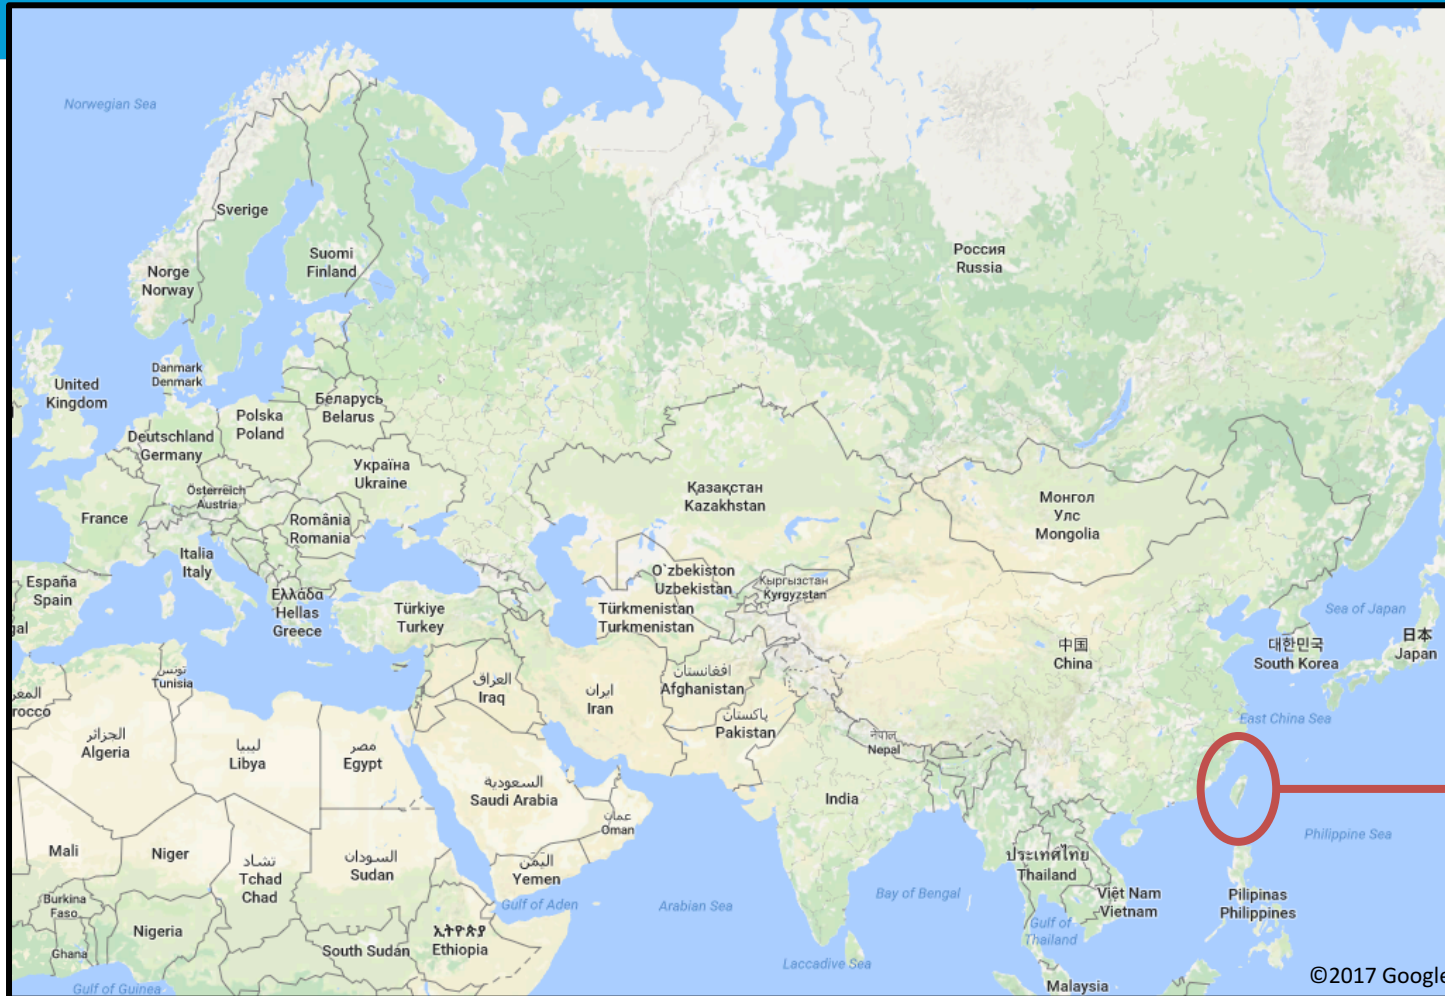 Norwegian Sea
Sverige
Suomi
Finland
Norge
Norway
Россия
Russia
Danmark
Denmark
United
Kingdom
Беларусь
Belarus
Polska
Poland
Deutschland
Germany
Україна
Ukraine
Österreich
Austria
France
România
Romania
Қазақстан
Kazakhstan
Монгол
Улс
Mongolia
Italia
Italy
España
Spain
gal
Ελλάδα
Hellas
Greece
Türkiye
Turkey
O`zbekiston
Uzbekistan
Кыргызстан
Kyrgyzstan
Türkmenistan
Turkmenistan
Sea of Japan
日本
Japan
대한민국
South Korea
中国
China
تونس
Tunisia
المغر
rocco
العراق
Iraq
ایران
Iran
افغانستان
Afghanistan
پاکستان
Pakistan
नेपाल
Nepal
East China Sea
الجزائر
Algeria
ليبيا
Libya
مصر
Egypt
السعودية
Saudi Arabia
عمان
Oman
India
Philippine Sea
Mali
Niger
تشاد
Tchad
Chad
السودان
Sudan
اليمن
Yemen
Gulf of Aden
Arabian Sea
Bay of Bengal
ประเทศไทย
Thailand
Việt Nam
Vietnam
Pilipinas
Philippines
Burkina
Faso
Nigeria
Ghana
South Sudan
ኢትዮጵያ
Ethiopia
Gulf of
Thailand
Laccadive Sea
Gulf of Guinea
Malaysia
©2017 Google